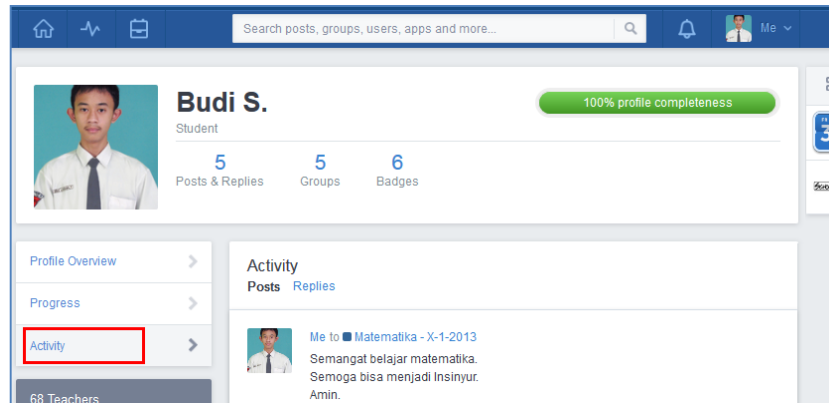 Search posts, groups, users, apps and more...
Me
Budi S.
100% profile completeness
Student
5 5 6
Posts & Replies Groups Badges
Profile Overview
Progress
Activity
68 Teachers
Activity
Posts Replies
Me to Matematika - X-1-2013
Semangat belajar matematika.
Semoga bisa menjadi Insinyur.
Amin.